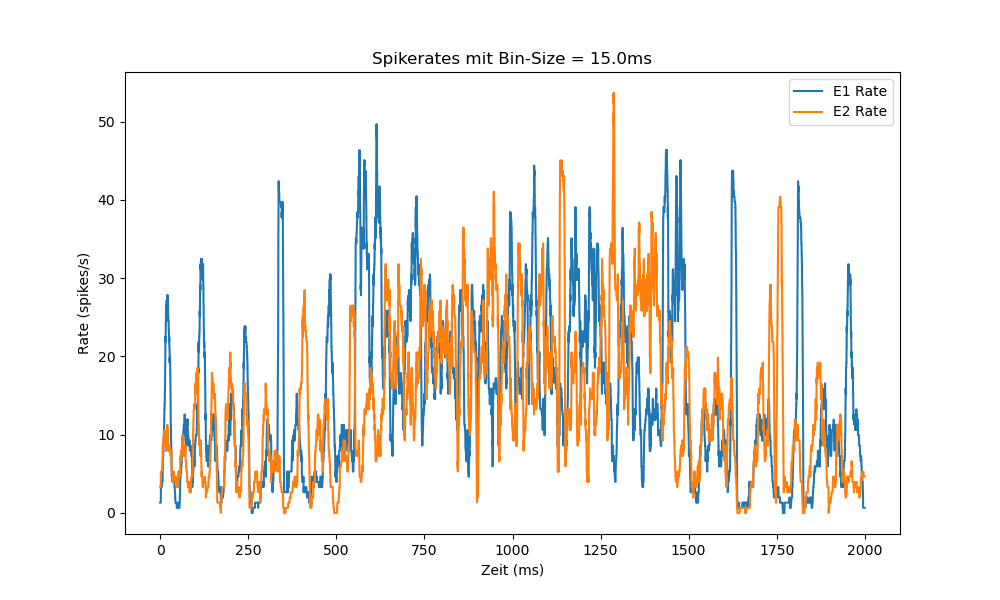 Spikerates mit Bin-Size = 15.0ms
E1 Rate
E2 Rate
Rate (spikes/s)
50
40
30
20
10
0
0 250 500 750 1000 1250 1500 1750 2000
Zeit (ms)